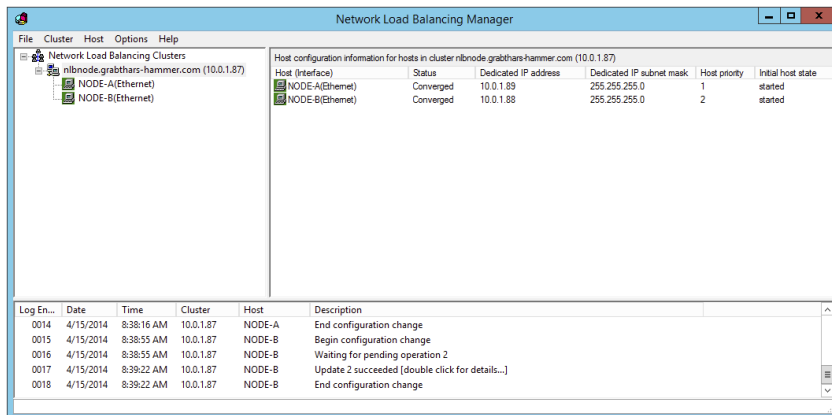 Network Load Balancing Manager
File Cluster Host Options Help
Network Load Balancing Clusters
nlbnode.grabthars-hammer.com (10.0.1.87)
NODE-A(Ethernet)
NODE-B(Ethernet)
Host configuration information for hosts in cluster nlbnode.grabthars-hammer.com (10.0.1.87)
Host (Interface) Status Dedicated IP address Dedicated IP subnet mask Host priority Initial host state
NODE-A(Ethernet) Converged 10.0.1.89 255.255.255.0 1 started
NODE-B(Ethernet) Converged 10.0.1.88 255.255.255.0 2 started
Log En... Date Time Cluster Host Description
0014 4/15/2014 8:38:16 AM 10.0.1.87 NODE-A End configuration change
0015 4/15/2014 8:38:55 AM 10.0.1.87 NODE-B Begin configuration change
0016 4/15/2014 8:38:55 AM 10.0.1.87 NODE-B Waiting for pending operation 2
0017 4/15/2014 8:39:22 AM 10.0.1.87 NODE-B Update 2 succeeded [double click for details...]
0018 4/15/2014 8:39:22 AM 10.0.1.87 NODE-B End configuration change